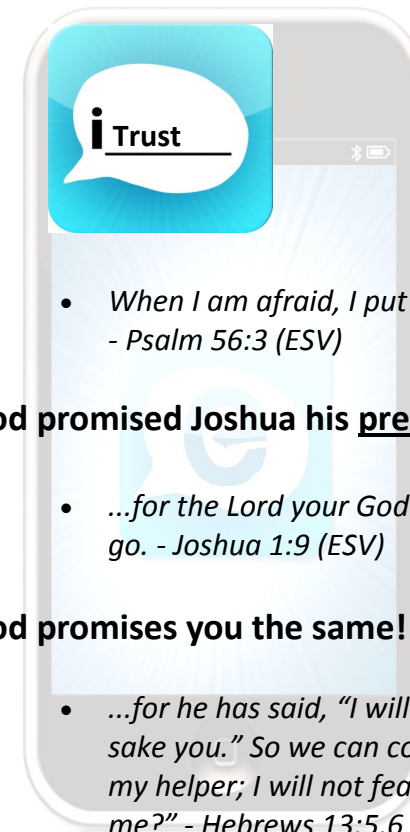 i Trust
• When I am afraid, I put
- Psalm 56:3 (ESV)
od promised Joshua his pre
• ...for the Lord your God
go. - Joshua 1:9 (ESV)
od promises you the same!
• ...for he has said, “I will
sake you.” So we can co
my helper; I will not fea
me?” - Hebrews 13:5,6